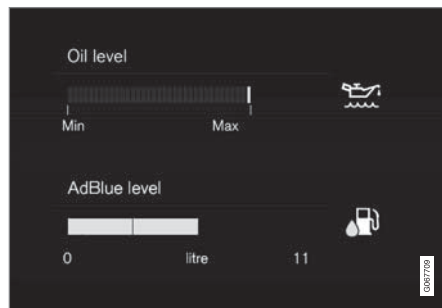 Oil level
Min Max
AdBlue level
0 litre 11
G067709